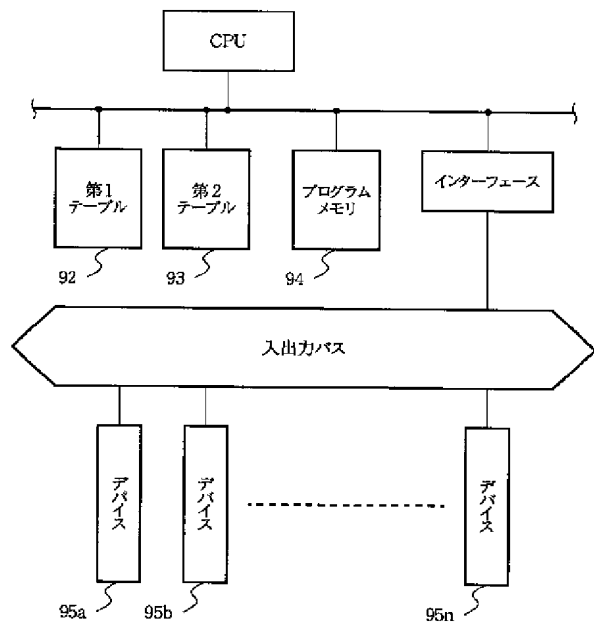 CPU
第1
テーブル
第2
テーブル
プログラム
メモリ
インターフェース
92
93
94
入出力バス
デバイス
デバイス
デバイス
95a
95b
95n